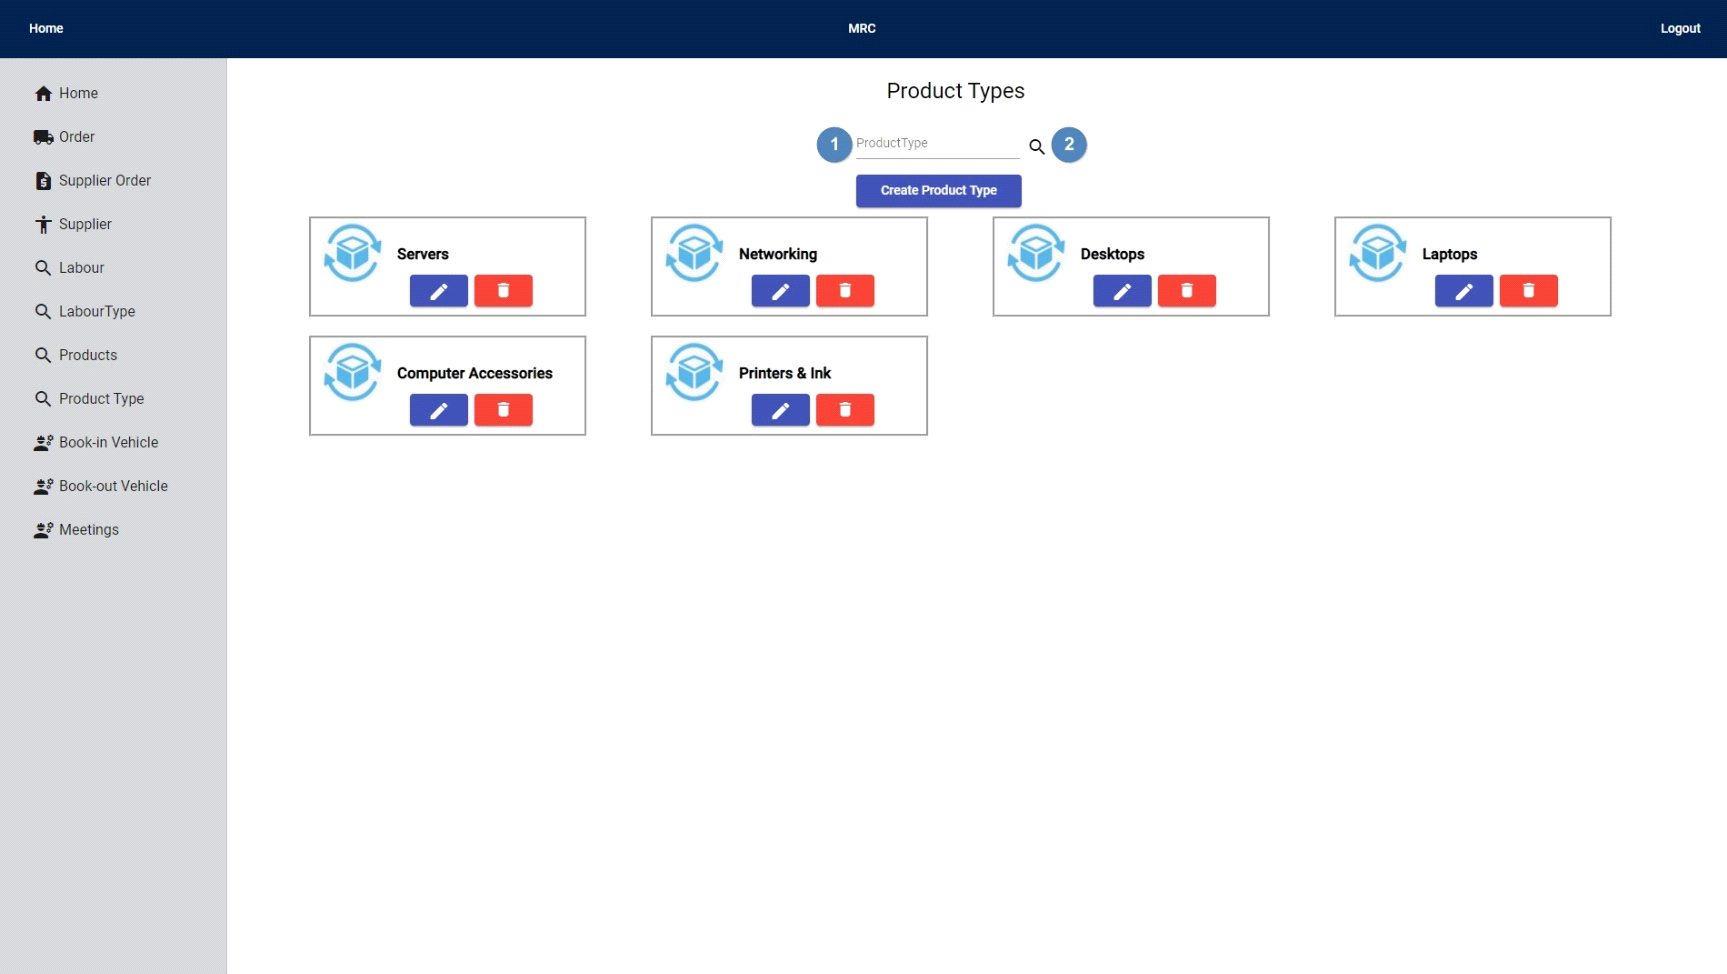 Home
MRC
Logout
Home
Order
Supplier Order
Supplier
Labour
LabourType
Products
Product Type
Book-in Vehicle
Book-out Vehicle
Meetings
Product Types
1
ProductType
2
Create Product Type
Servers
Networking
Desktops
Laptops
Computer Accessories
Printers & Ink